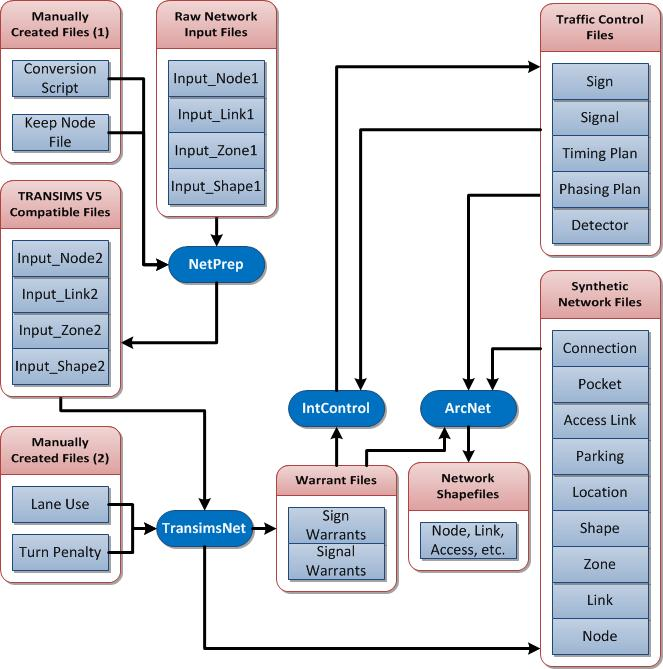 Manually
Created Files (1)
Conversion
Script
Keep Node
File
Raw Network
Input Files
Input_Node1
Input_Link1
Input_Zone1
Input_Shape1
Traffic Control
Files
Sign
Signal
Timing Plan
Phasing Plan
Detector
TRANSIMS V5
Compatible Files
Input_Node2
Input_Link2
Input_Zone2
Input_Shape2
NetPrep
Synthetic
Network Files
Connection
Pocket
Access Link
Parking
Location
Shape
Zone
Link
Node
IntControl
ArcNet
Manually
Created Files (2)
Lane Use
Turn Penalty
TransimsNet
Warrant Files
Sign
Warrants
Signal
Warrants
Network
Shapefiles
Node, Link,
Access, etc.